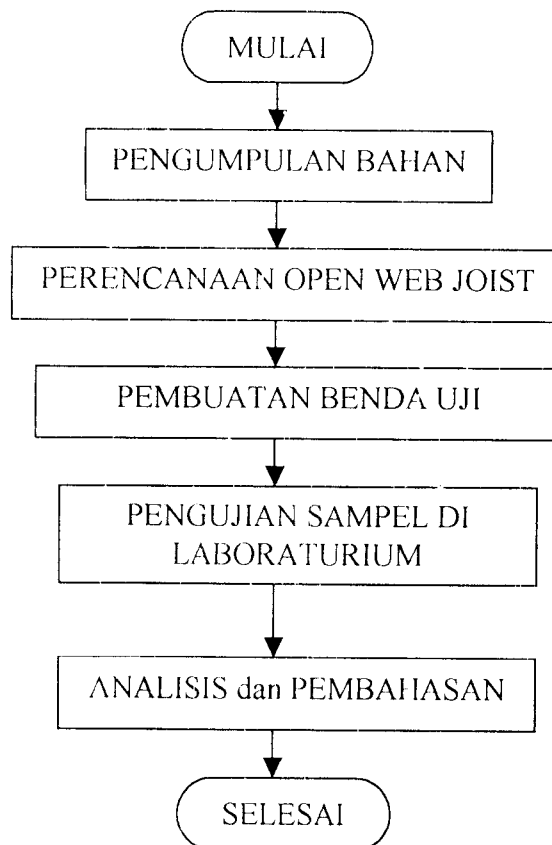 MULAI
PENGUMPULAN BAHAN
PERENCANAAN OPEN WEB JOIST
PEMBUATAN BENDA UJI
PENGUJIAN SAMPEL DI
LABORATURIUM
ANALISIS dan PEMBAHASAN
SELESAI